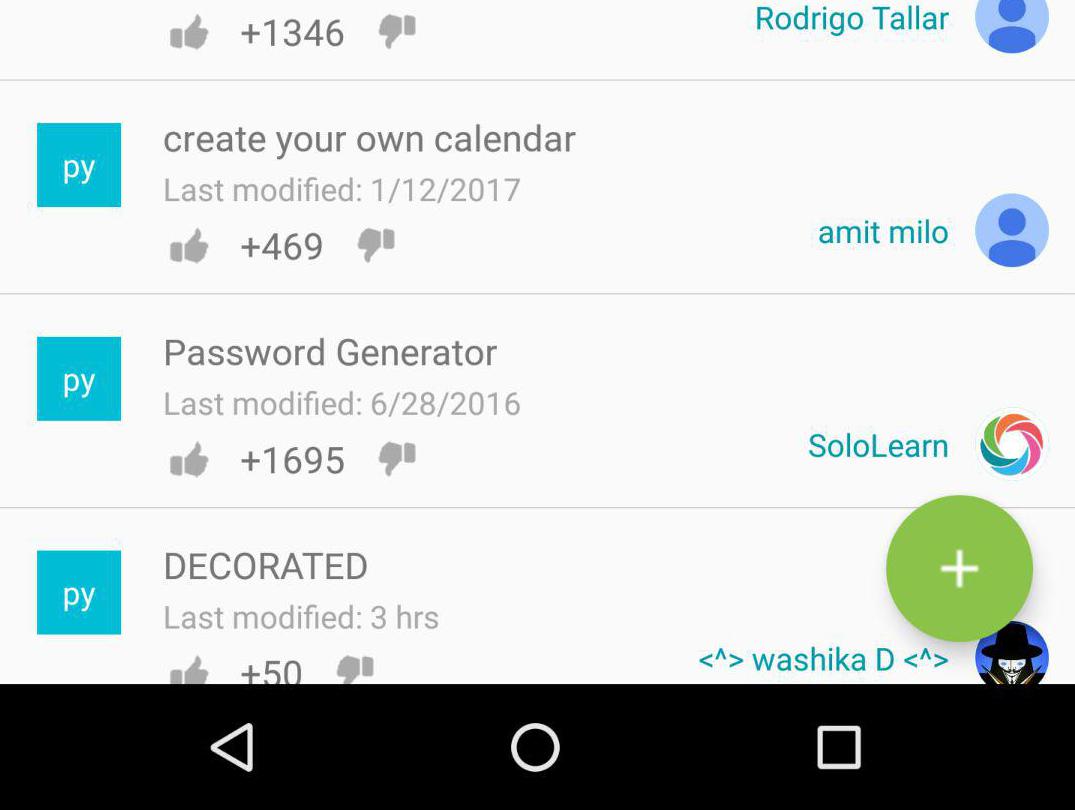 +1346
Rodrigo Tallar
py
create your own calendar
Last modified: 1/12/2017
+469
amit milo
py
Password Generator
Last modified: 6/28/2016
+1695
SoloLearn
py
DECORATED
Last modified: 3 hrs
+50
<^> washika D <^>
+